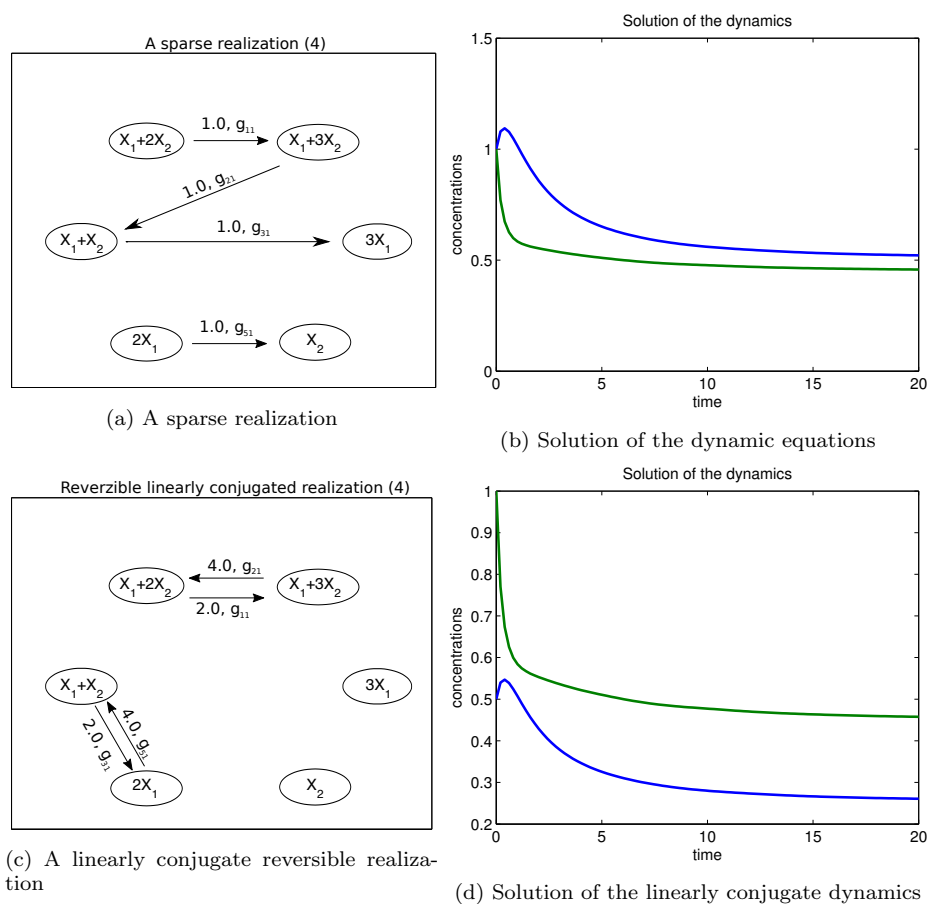 A sparse realization (4)
X₁+2X₂
1.0, g₁₁
X₁+3X₂
1.0, g₂₁
X₁+X₂
1.0, g₃₁
3X₁
2X₁
1.0, g₅₁
X₂
(a) A sparse realization
Solution of the dynamics
1.5
1
0.5
0
concentrations
0
5
10
15
20
time
(b) Solution of the dynamic equations
Reverzible linearly conjugated realization (4)
X₁+2X₂
4.0, g₂₁
2.0, g₁₁
X₁+3X₂
X₁+X₂
3X₁
2.0, g₃₁
4.0, g₅₁
2X₁
X₂
(c) A linearly conjugate reversible realiza-
tion
Solution of the dynamics
1
0.9
0.8
0.7
0.6
0.5
0.4
0.3
0.2
concentrations
0
5
10
15
20
time
(d) Solution of the linearly conjugate dynamics